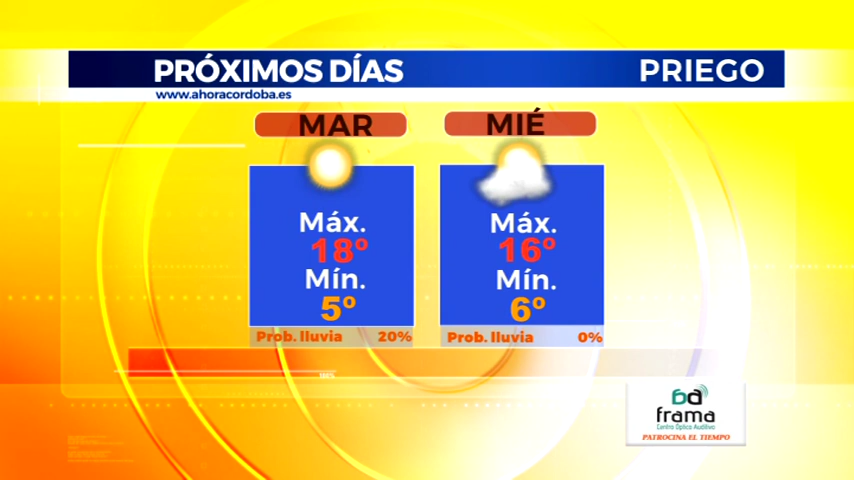 PRÓXIMOS DÍAS PRIEGO
www.ahoracordoba.es
MAR MIÉ
Máx. Máx.
18º 16º
Mín. Mín.
5º 6º
Prob. lluvia 20% Prob. lluvia 0%
100%
frama
Centro Óptico Auditivo
PATROCINA EL TIEMPO